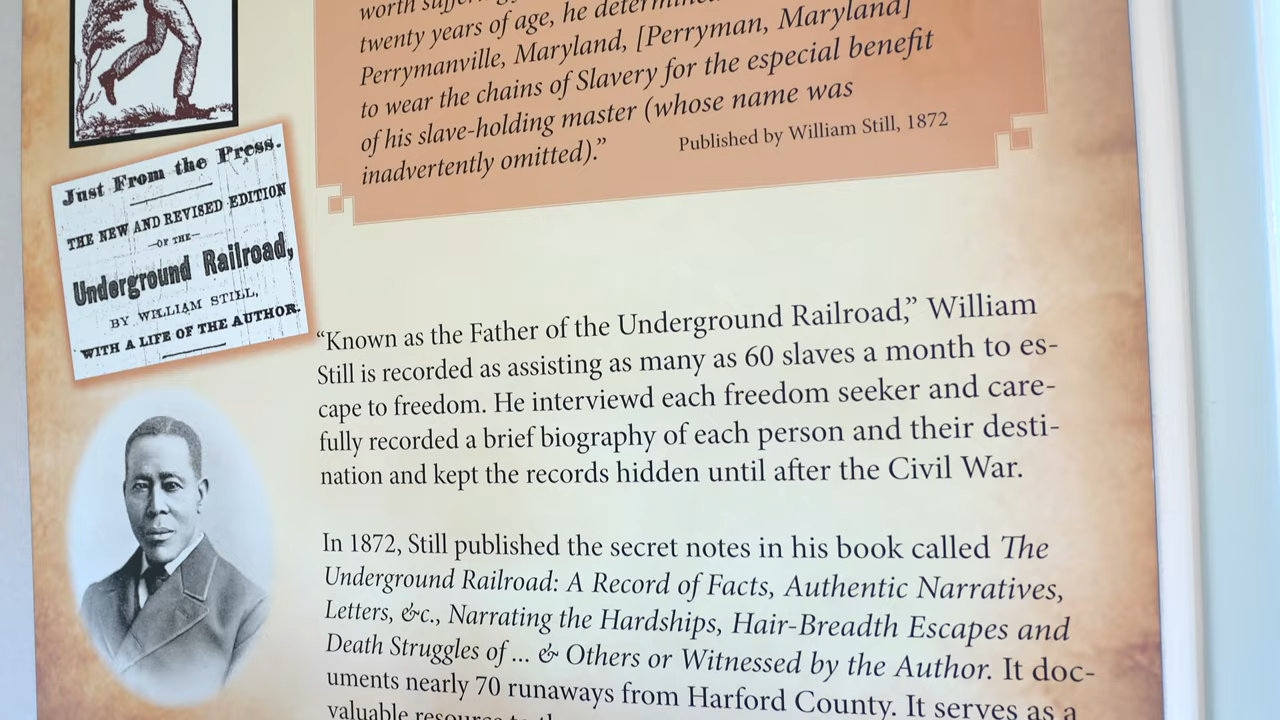 worth
twenty years of age, he determined
Perrymanville, Maryland, [Perryman, Maryland]
to wear the chains of Slavery for the especial benefit
of his slave-holding master (whose name was
inadvertently omitted).”
Published by William Still, 1872
Just From the Press.
THE NEW AND REVISED EDITION
—OF THE—
Underground Railroad,
BY WILLIAM STILL,
WITH A LIFE OF THE AUTHOR.
“Known as the Father of the Underground Railroad,” William
Still is recorded as assisting as many as 60 slaves a month to es-
cape to freedom. He interviewd each freedom seeker and care-
fully recorded a brief biography of each person and their desti-
nation and kept the records hidden until after the Civil War.
In 1872, Still published the secret notes in his book called The
Underground Railroad: A Record of Facts, Authentic Narratives,
Letters, &c., Narrating the Hardships, Hair-Breadth Escapes and
Death Struggles of ... & Others or Witnessed by the Author. It doc-
uments nearly 70 runaways from Harford County. It serves as a
valuable resource to